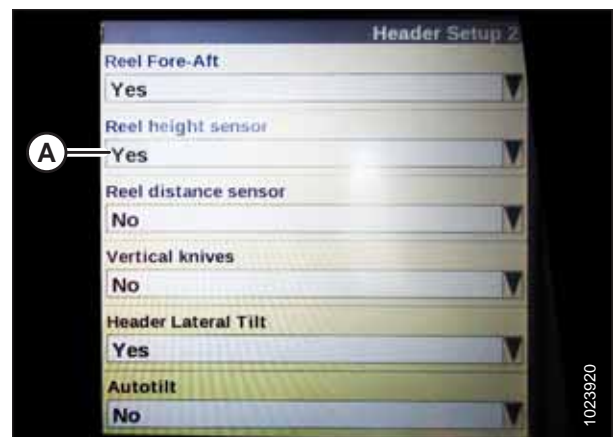 Header Setup 2
Reel Fore-Aft
Yes
Reel height sensor
A
Yes
Reel distance sensor
No
Vertical knives
No
Header Lateral Tilt
Yes
Autotilt
No
1023920